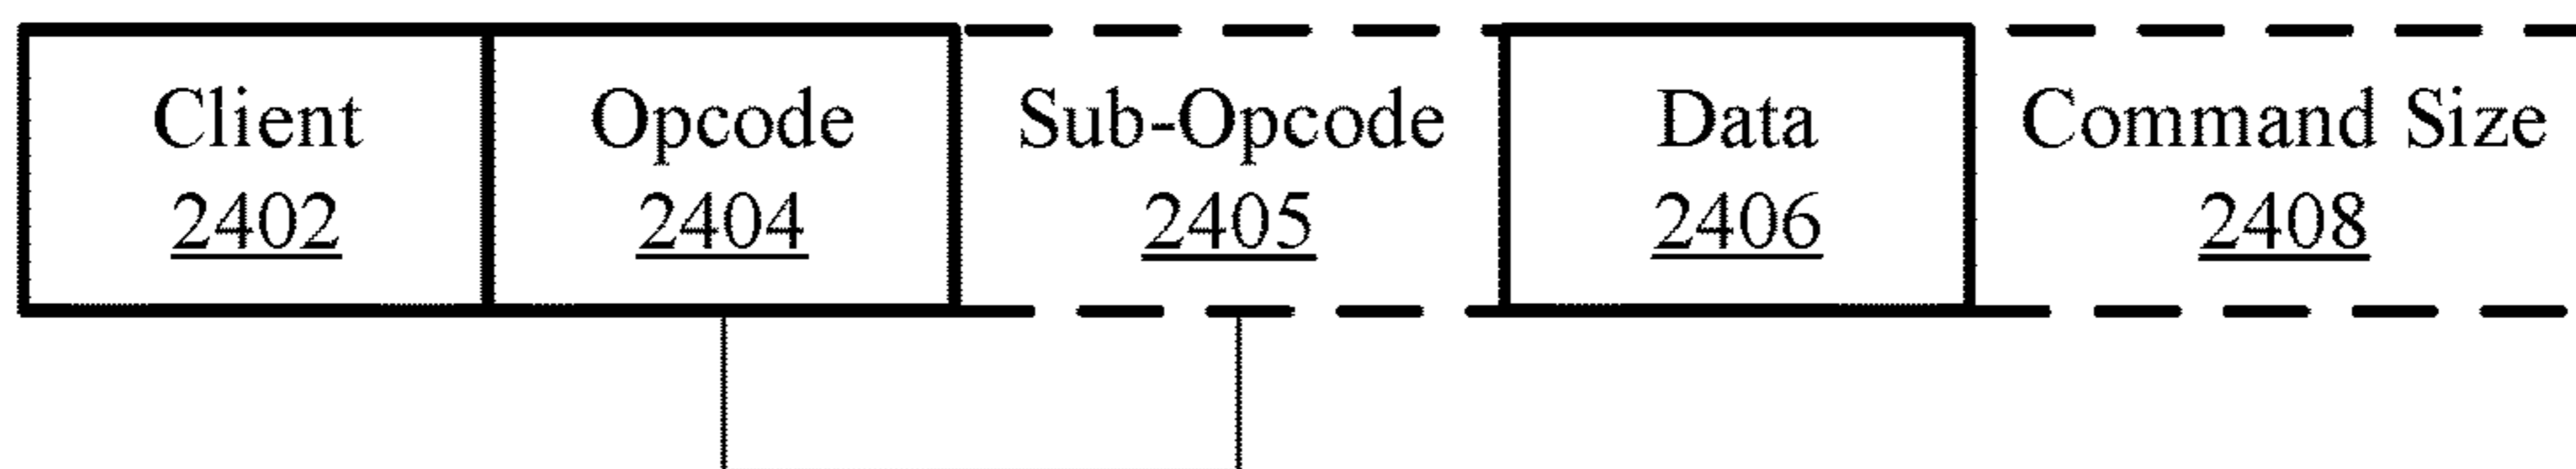 Client Opcode Sub-Opcode Data Command Size
2402 2404 2405 2406 2408